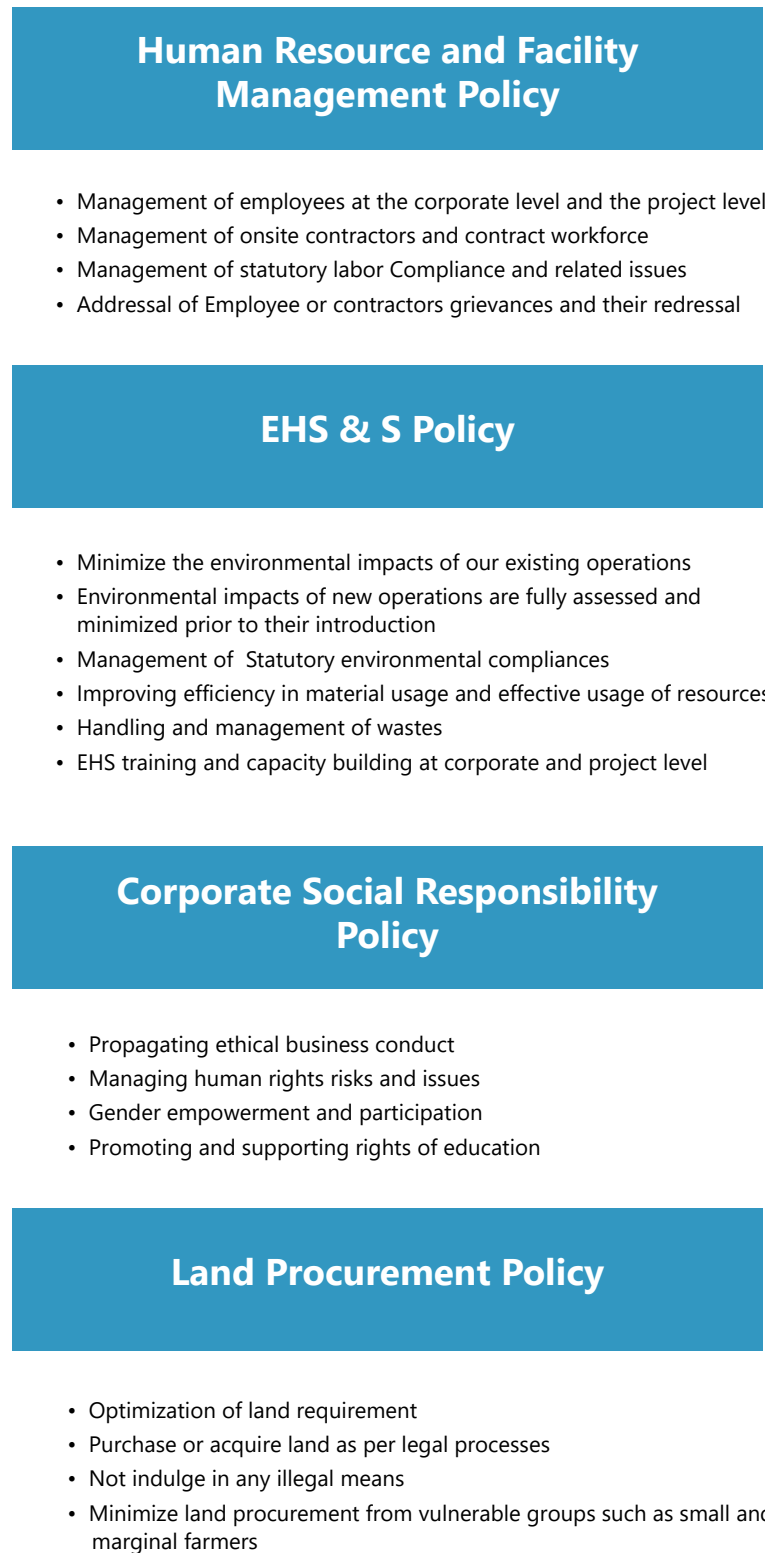 Human Resource and Facility
Management Policy
• Management of employees at the corporate level and the project level
• Management of onsite contractors and contract workforce
• Management of statutory labor Compliance and related issues
• Addressal of Employee or contractors grievances and their redressal
EHS & S Policy
• Minimize the environmental impacts of our existing operations
• Environmental impacts of new operations are fully assessed and
minimized prior to their introduction
• Management of  Statutory environmental compliances
• Improving efficiency in material usage and effective usage of resources
• Handling and management of wastes
• EHS training and capacity building at corporate and project level
Corporate Social Responsibility
Policy
• Propagating ethical business conduct
• Managing human rights risks and issues
• Gender empowerment and participation
• Promoting and supporting rights of education
Land Procurement Policy
• Optimization of land requirement
• Purchase or acquire land as per legal processes
• Not indulge in any illegal means
• Minimize land procurement from vulnerable groups such as small and
marginal farmers